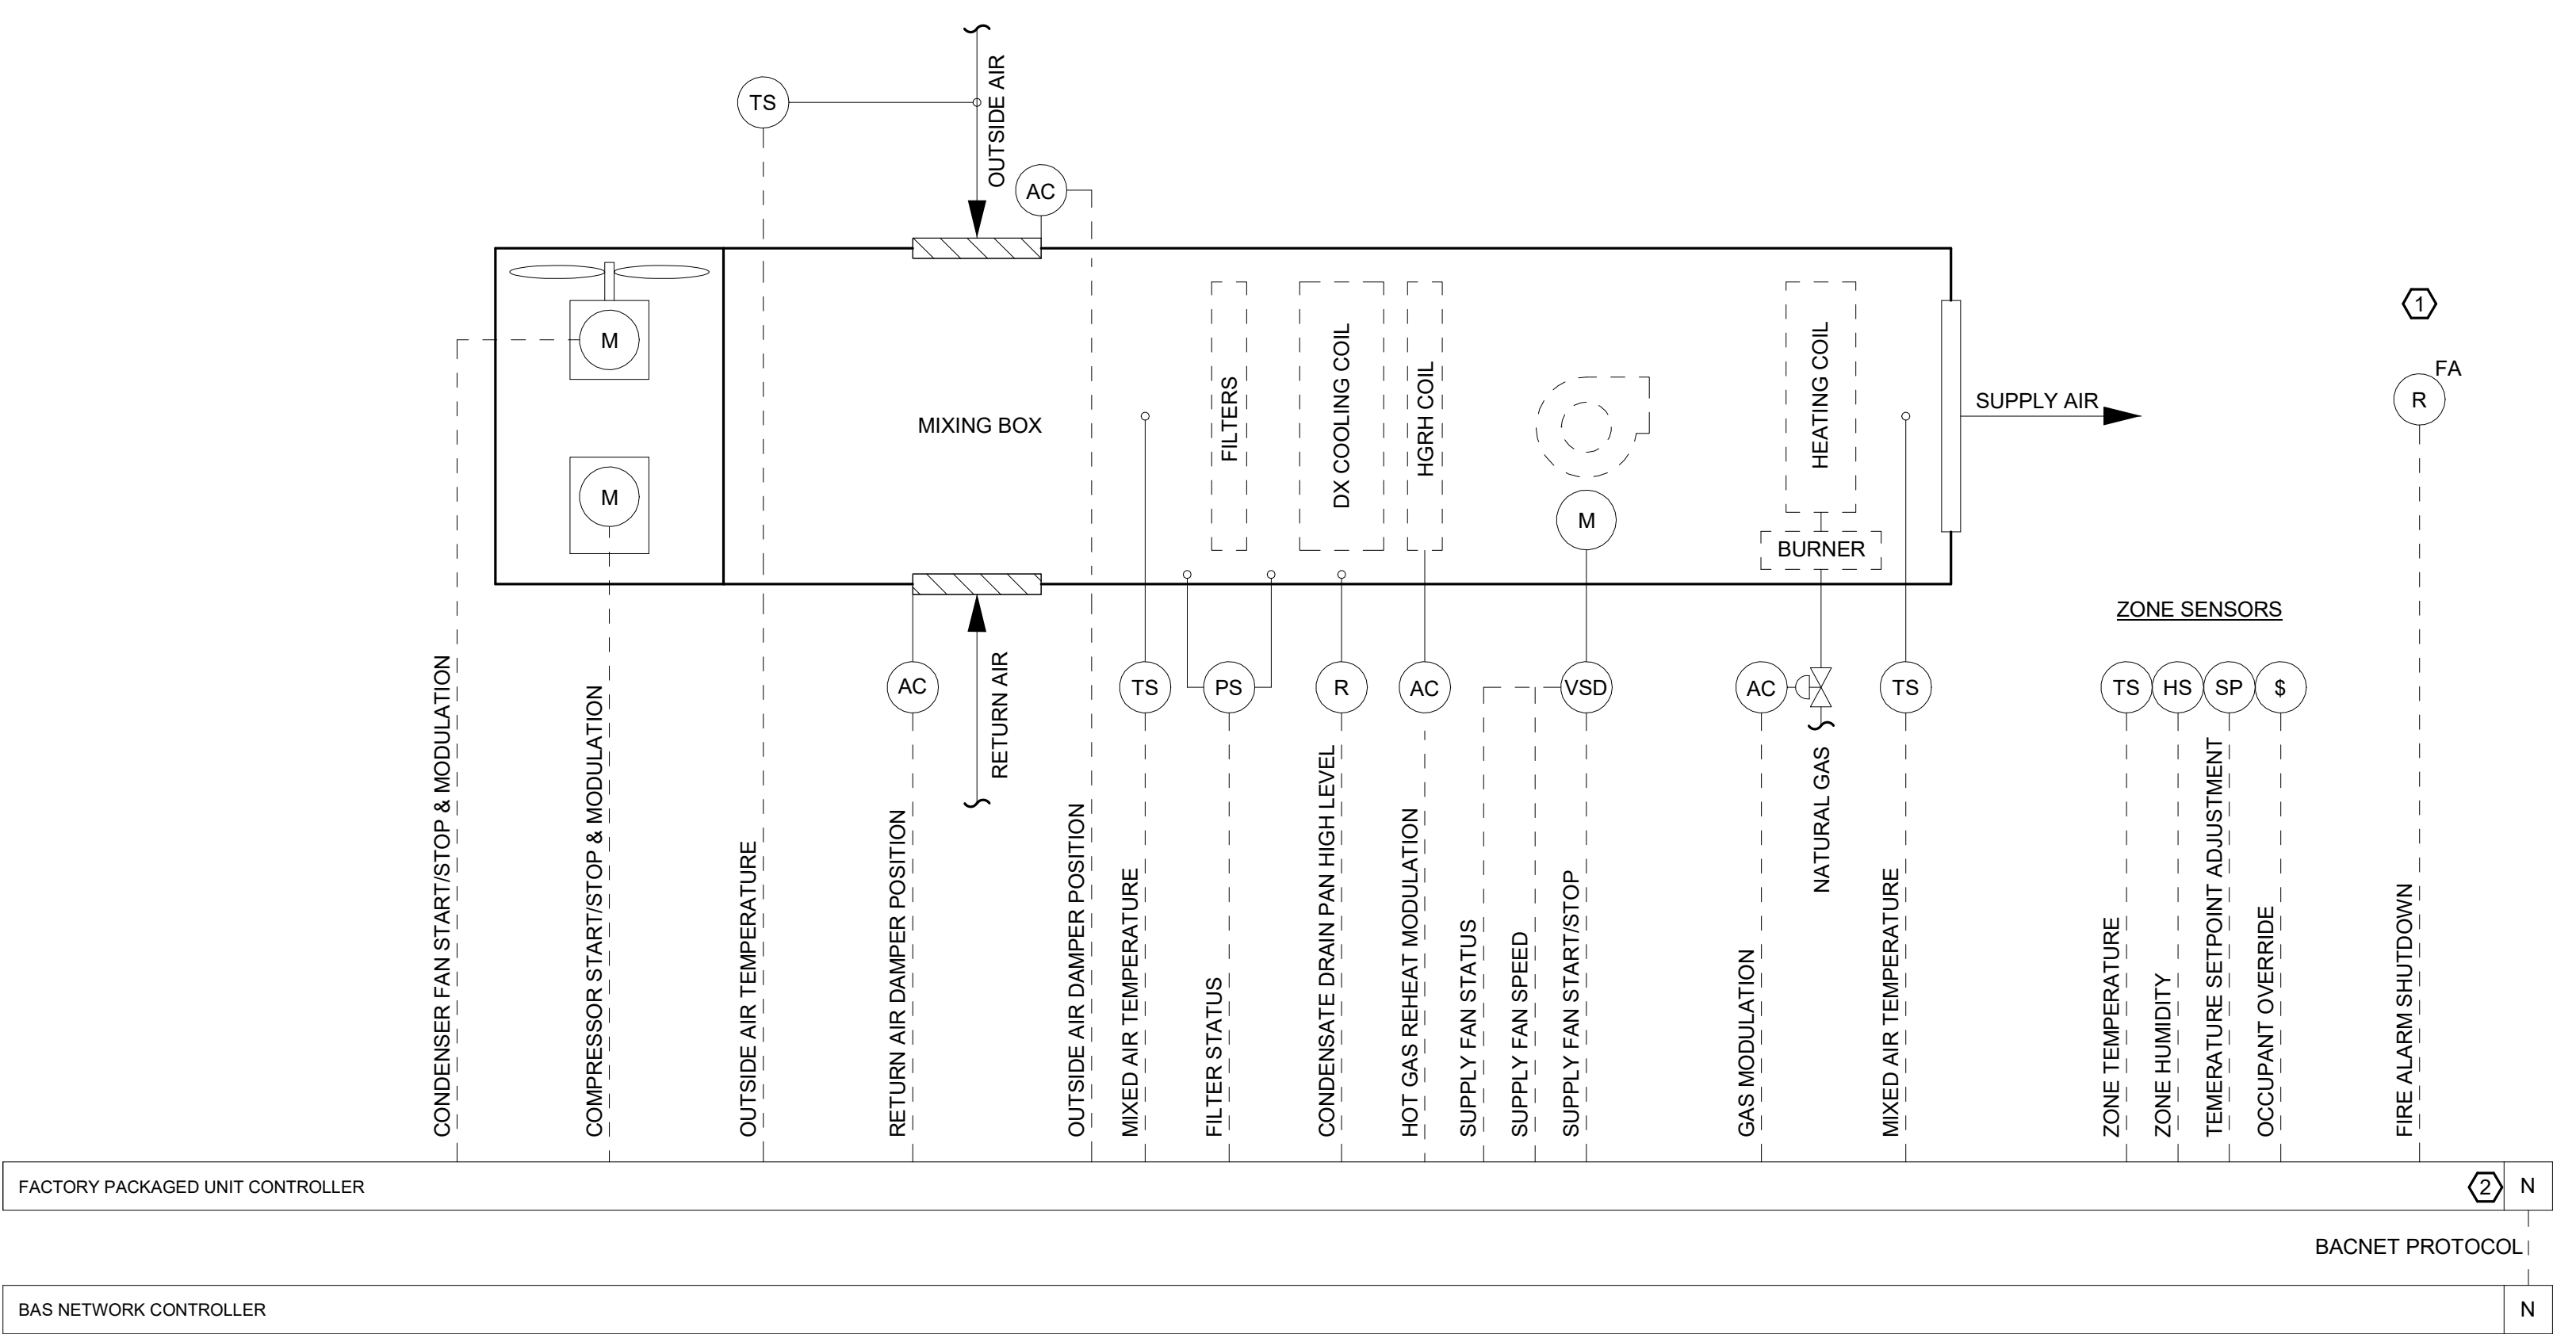 OUTSIDE AIR
TS
AC
M
M
MIXING BOX
FILTERS
DX COOLING COIL
HGRH COIL
M
HEATING COIL
BURNER
SUPPLY AIR
1
FA
R
ZONE SENSORS
AC
RETURN AIR
TS
PS
R
AC
VSD
AC
NATURAL GAS
TS
TS
HS
SP
$
CONDENSER FAN START/STOP & MODULATION
COMPRESSOR START/STOP & MODULATION
OUTSIDE AIR TEMPERATURE
RETURN AIR DAMPER POSITION
OUTSIDE AIR DAMPER POSITION
MIXED AIR TEMPERATURE
FILTER STATUS
CONDENSATE DRAIN PAN HIGH LEVEL
HOT GAS REHEAT MODULATION
SUPPLY FAN STATUS
SUPPLY FAN SPEED
SUPPLY FAN START/STOP
GAS MODULATION
MIXED AIR TEMPERATURE
ZONE TEMPERATURE
ZONE HUMIDITY
TEMERATURE SETPOINT ADJUSTMENT
OCCUPANT OVERRIDE
FIRE ALARM SHUTDOWN
FACTORY PACKAGED UNIT CONTROLLER
2
N
BACNET PROTOCOL
BAS NETWORK CONTROLLER
N